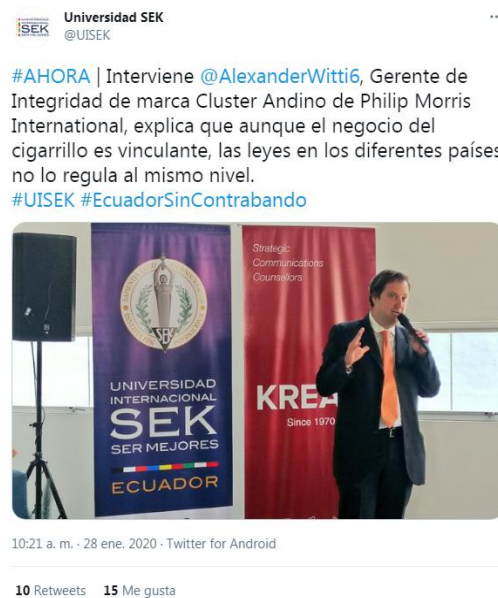 Universidad SEK
@UISEK
#AHORA | Interviene @AlexanderWitti6, Gerente de
Integridad de marca Cluster Andino de Philip Morris
International, explica que aunque el negocio del
cigarrillo es vinculante, las leyes en los diferentes países
no lo regula al mismo nivel.
#UISEK #EcuadorSinContrabando
Strategic
Communications
Counsellors
SEK
UNIVERSIDAD
INTERNACIONAL
SEK
SER MEJORES
ECUADOR
KREA
Since 1970
10:21 a. m. · 28 ene. 2020 · Twitter for Android
10 Retweets 15 Me gusta